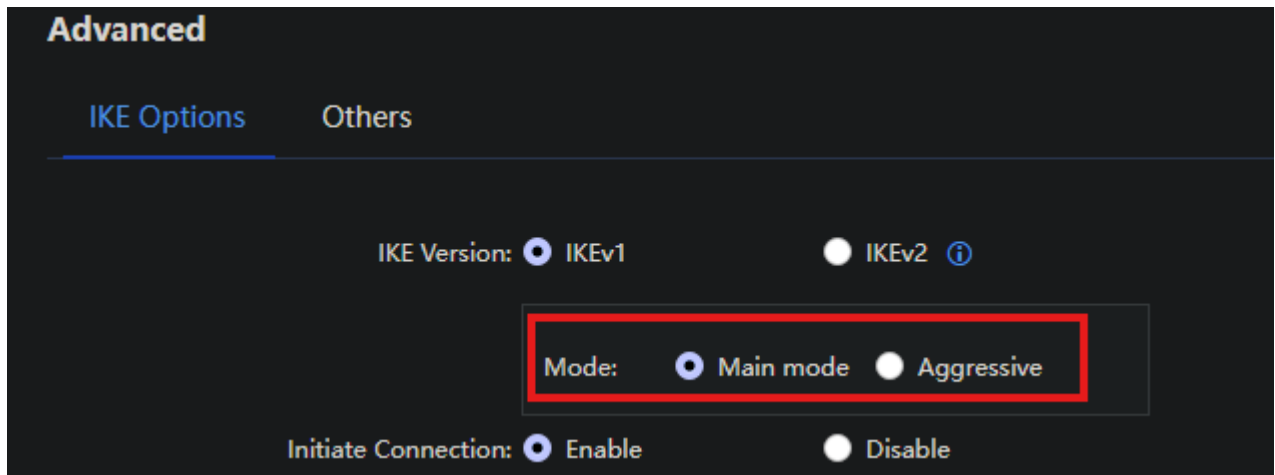 Advanced
IKE Options Others
IKE Version: IKEv1 IKEv2
Mode: Main mode Aggressive
Initiate Connection: Enable Disable